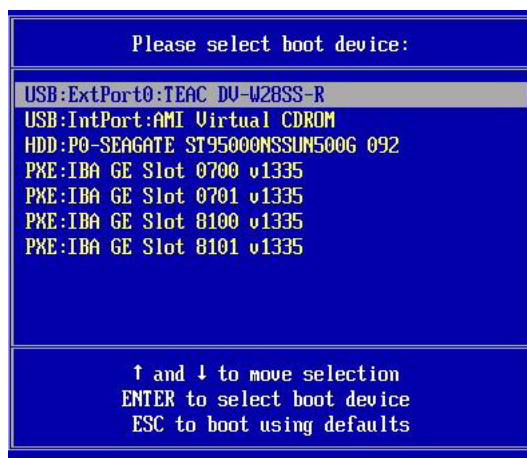 Please select boot device:
USB:ExtPort0:TEAC DV-W28SS-R
USB:IntPort:AMI Virtual CDROM
HDD:P0-SEAGATE ST95000NSSUN500G 092
PXE:IBA GE Slot 0700 v1335
PXE:IBA GE Slot 0701 v1335
PXE:IBA GE Slot 8100 v1335
PXE:IBA GE Slot 8101 v1335
↑ and ↓ to move selection
ENTER to select boot device
ESC to boot using defaults